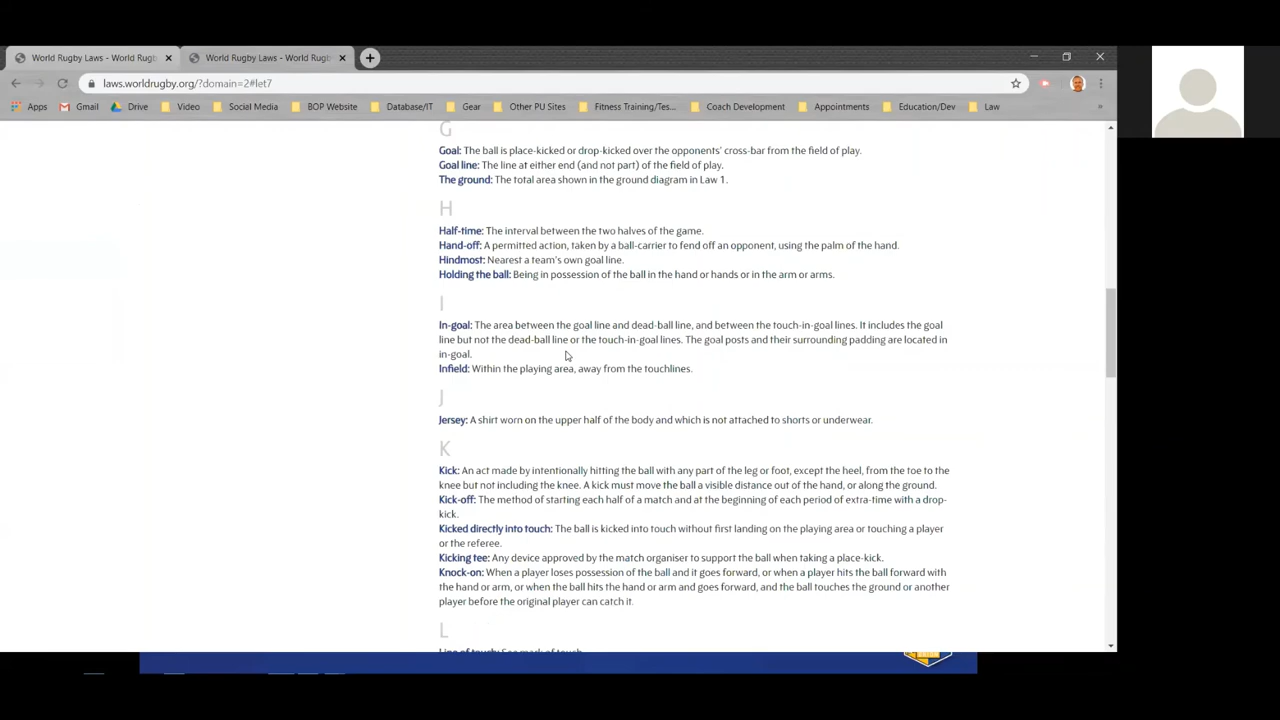 World Rugby Laws - World Rugb
World Rugby Laws - World Rugb
laws.worldrugby.org/?domain=2#let7
Apps Gmail Drive Video Social Media BOP Website Database/IT Gear Other PU Sites Fitness Training/Tes... Coach Development Appointments Education/Dev Law »
G
Goal: The ball is place-kicked or drop-kicked over the opponents' cross-bar from the field of play.
Goal line: The line at either end (and not part) of the field of play.
The ground: The total area shown in the ground diagram in Law 1.
H
Half-time: The interval between the two halves of the game.
Hand-off: A permitted action, taken by a ball-carrier to fend off an opponent, using the palm of the hand.
Hindmost: Nearest a team's own goal line.
Holding the ball: Being in possession of the ball in the hand or hands or in the arm or arms.
I
In-goal: The area between the goal line and dead-ball line, and between the touch-in-goal lines. It includes the goal
line but not the dead-ball line or the touch-in-goal lines. The goal posts and their surrounding padding are located in
in-goal.
Infield: Within the playing area, away from the touchlines.
J
Jersey: A shirt worn on the upper half of the body and which is not attached to shorts or underwear.
K
Kick: An act made by intentionally hitting the ball with any part of the leg or foot, except the heel, from the toe to the
knee but not including the knee. A kick must move the ball a visible distance out of the hand, or along the ground.
Kick-off: The method of starting each half of a match and at the beginning of each period of extra-time with a drop-
kick.
Kicked directly into touch: The ball is kicked into touch without first landing on the playing area or touching a player
or the referee.
Kicking tee: Any device approved by the match organiser to support the ball when taking a place-kick.
Knock-on: When a player loses possession of the ball and it goes forward, or when a player hits the ball forward with
the hand or arm, or when the ball hits the hand or arm and goes forward, and the ball touches the ground or another
player before the original player can catch it.
L
Line of touch: See mark of touch.